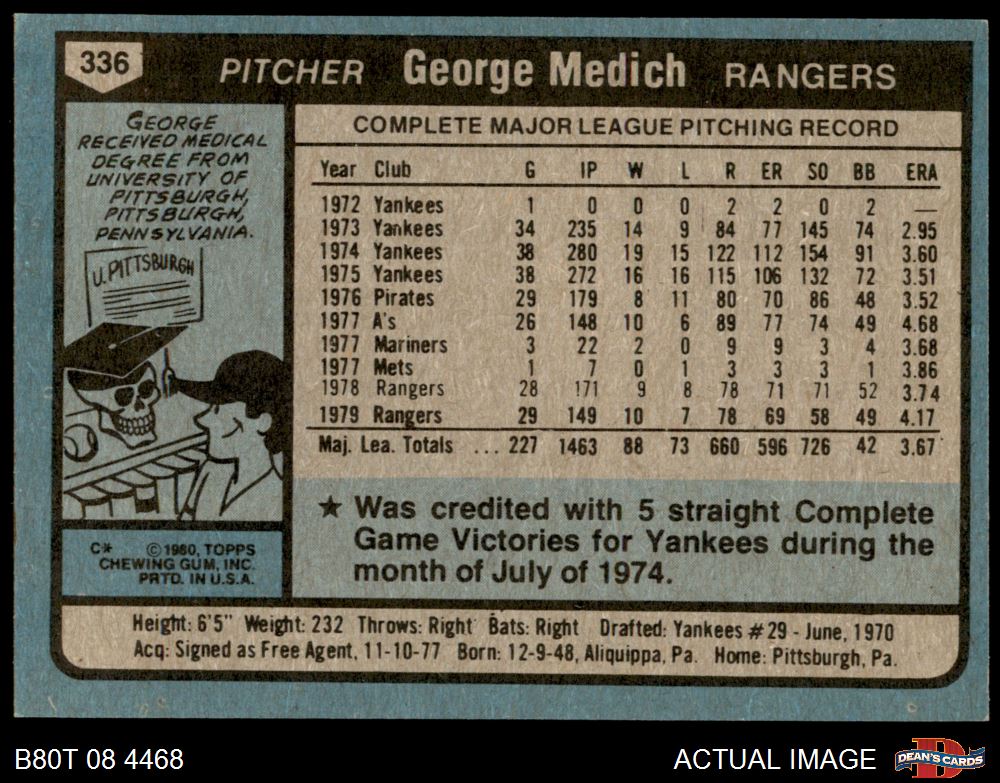 336 PITCHER George Medich RANGERS
GEORGE
RECEIVED MEDICAL
DEGREE FROM
UNIVERSITY OF
PITTSBURGH,
PITTSBURGH,
PENNSYLVANIA.
U. PITTSBURGH
C* ©1980, TOPPS
CHEWING GUM, INC.
PRTD. IN U.S.A.
COMPLETE MAJOR LEAGUE PITCHING RECORD
Year Club G IP W L R ER SO BB ERA
1972 Yankees 1 0 0 0 2 2 0 2 —
1973 Yankees 34 235 14 9 84 77 145 74 2.95
1974 Yankees 38 280 19 15 122 112 154 91 3.60
1975 Yankees 38 272 16 16 115 106 132 72 3.51
1976 Pirates 29 179 8 11 80 70 86 48 3.52
1977 A's 26 148 10 6 89 77 74 49 4.68
1977 Mariners 3 22 2 0 9 9 3 4 3.68
1977 Mets 1 7 0 1 3 3 3 1 3.86
1978 Rangers 28 171 9 8 78 71 71 52 3.74
1979 Rangers 29 149 10 7 78 69 58 49 4.17
Maj. Lea. Totals ... 227 1463 88 73 660 596 726 42 3.67
★ Was credited with 5 straight Complete
Game Victories for Yankees during the
month of July of 1974.
Height: 6'5" Weight: 232 Throws: Right Bats: Right Drafted: Yankees #29 - June, 1970
Acq: Signed as Free Agent, 11-10-77 Born: 12-9-48, Aliquippa, Pa. Home: Pittsburgh, Pa.
B80T 08 4468 ACTUAL IMAGE DEAN'S CARDS